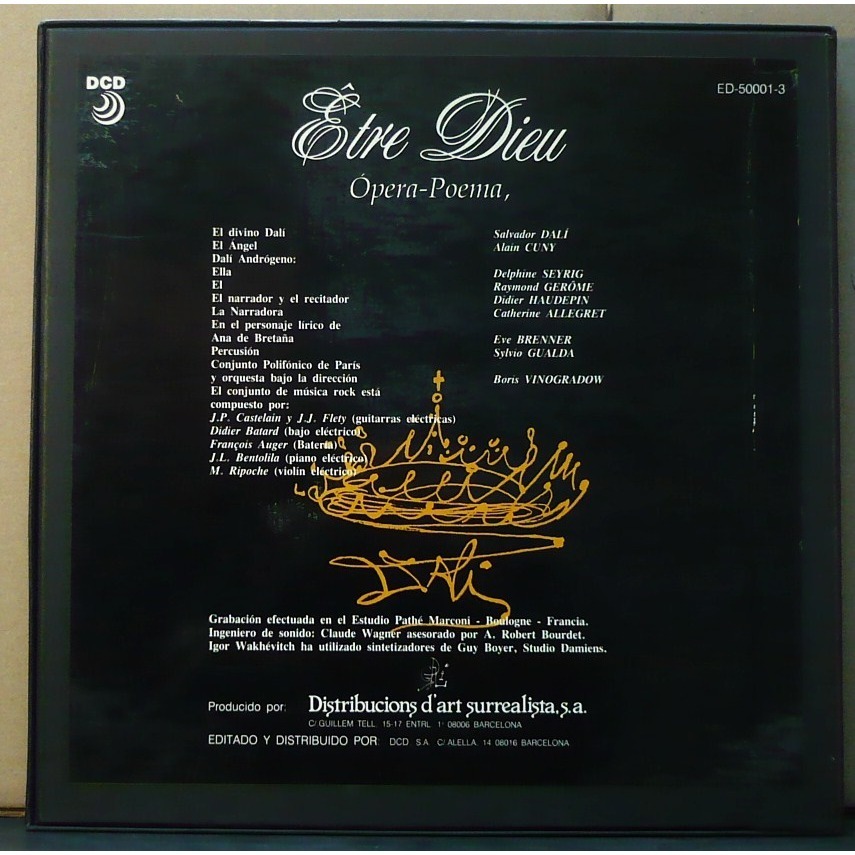 DCD
ED-50001-3
Être Dieu
Ópera-Poema,
El divino Dalí Salvador DALÍ
El Ángel Alain CUNY
Dalí Andrógeno:
Ella Delphine SEYRIG
El Raymond GERÔME
El narrador y el recitador Didier HAUDEPIN
La Narradora Catherine ALLEGRET
En el personaje lírico de
Ana de Bretaña Eve BRENNER
Percusión Sylvio GUALDA
Conjunto Polifónico de París
y orquesta bajo la dirección Boris VINOGRADOW
El conjunto de música rock está
compuesto por:
J.P. Castelain y J.J. Flety (guitarras eléctricas)
Didier Batard (bajo eléctrico)
François Auger (Batería)
J.L. Bentolila (piano eléctrico)
M. Ripoche (violín eléctrico)
Dalí
Grabación efectuada en el Estudio Pathé Marconi - Boulogne - Francia.
Ingeniero de sonido: Claude Wagner asesorado por A. Robert Bourdet.
Igor Wakhévitch ha utilizado sintetizadores de Guy Boyer, Studio Damiens.
Producido por: Distribucions d'art surrealista, s.a.
C/ GUILLEM TELL, 15-17 ENTRL. 1ª 08006 BARCELONA
EDITADO Y DISTRIBUIDO POR: DCD S.A. C/ ALELLA, 14 08016 BARCELONA